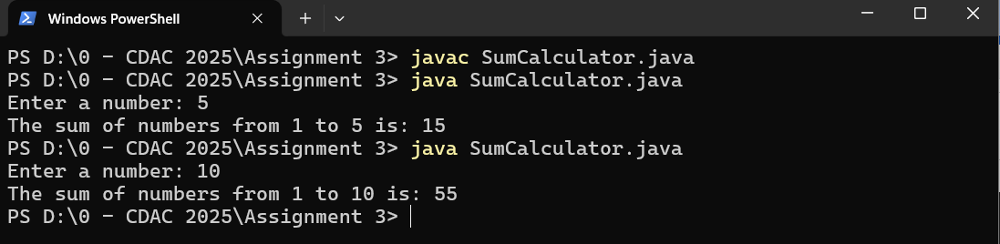 Windows PowerShell
PS D:\0 - CDAC 2025\Assignment 3> javac SumCalculator.java
PS D:\0 - CDAC 2025\Assignment 3> java SumCalculator.java
Enter a number: 5
The sum of numbers from 1 to 5 is: 15
PS D:\0 - CDAC 2025\Assignment 3> java SumCalculator.java
Enter a number: 10
The sum of numbers from 1 to 10 is: 55
PS D:\0 - CDAC 2025\Assignment 3>